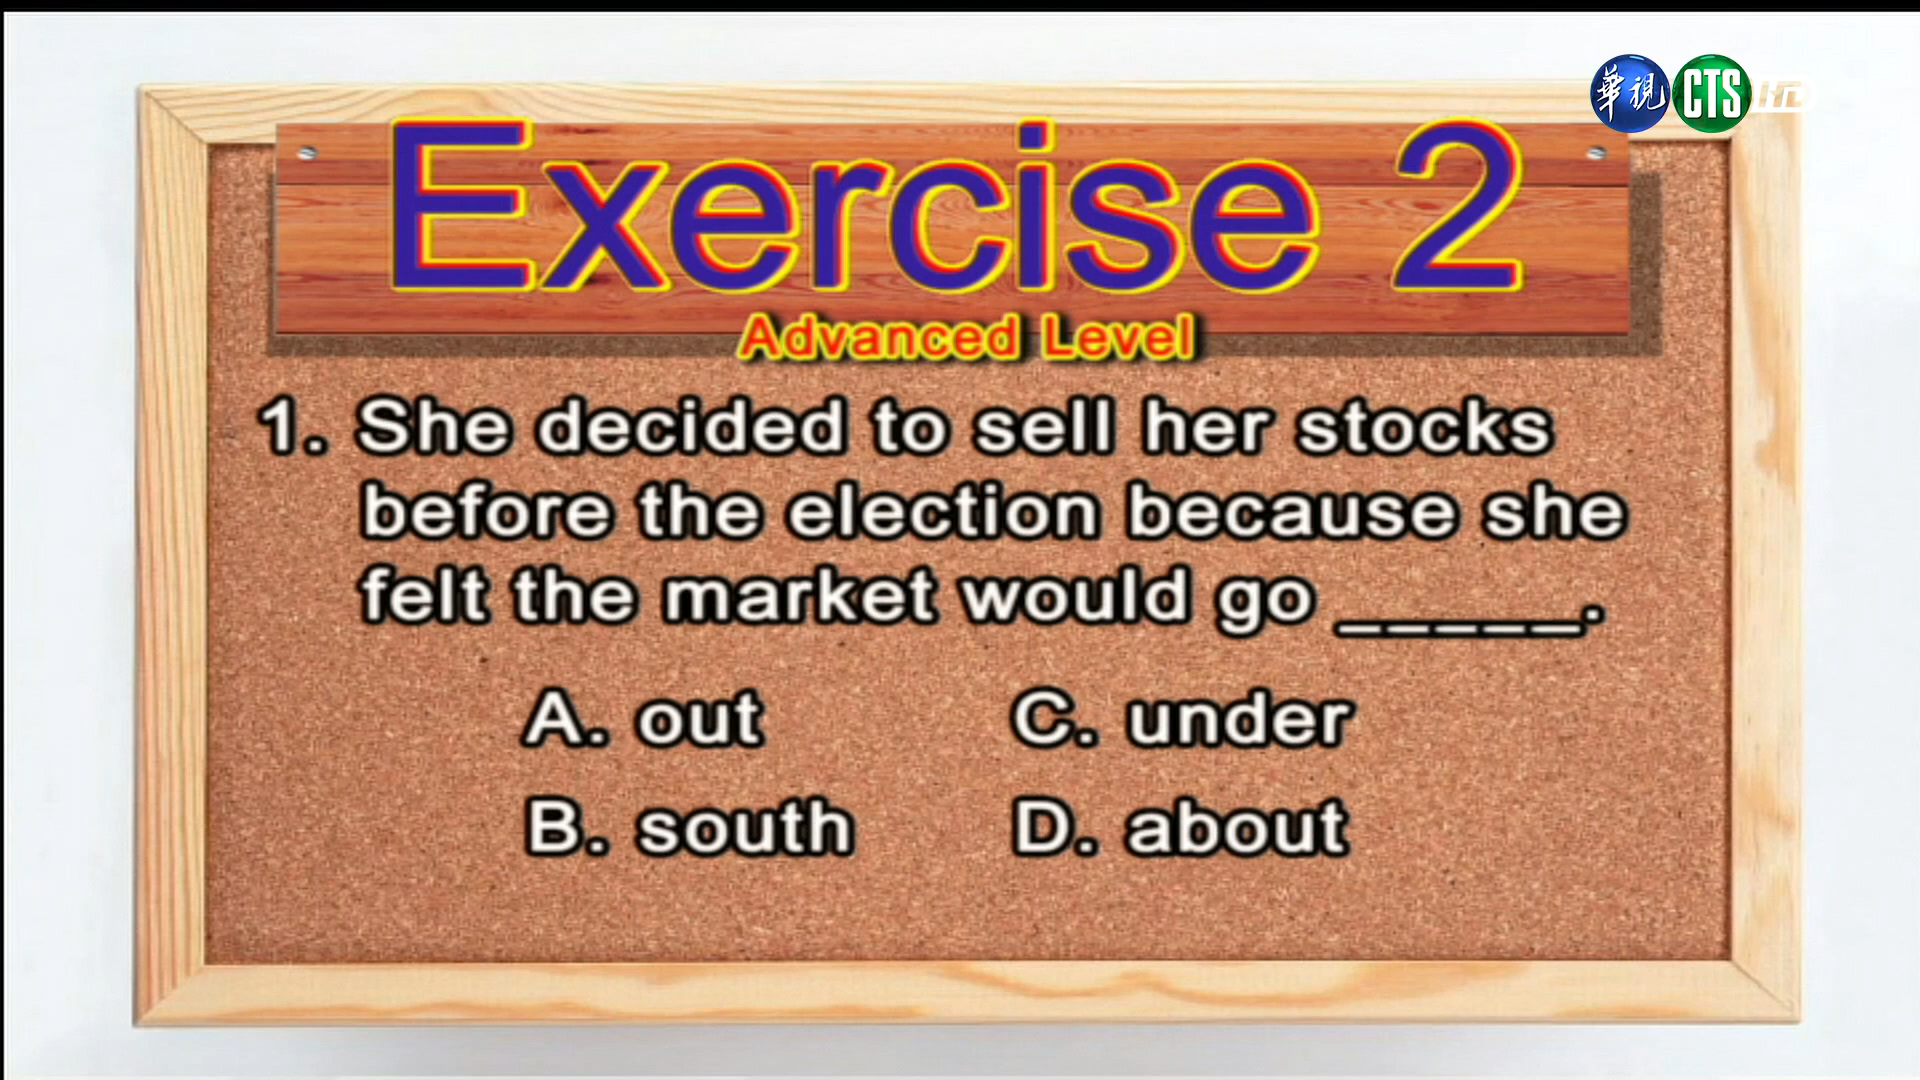 華視 CTS HD
Exercise 2
Advanced Level
1. She decided to sell her stocks
before the election because she
felt the market would go _____.
A. out
C. under
B. south
D. about